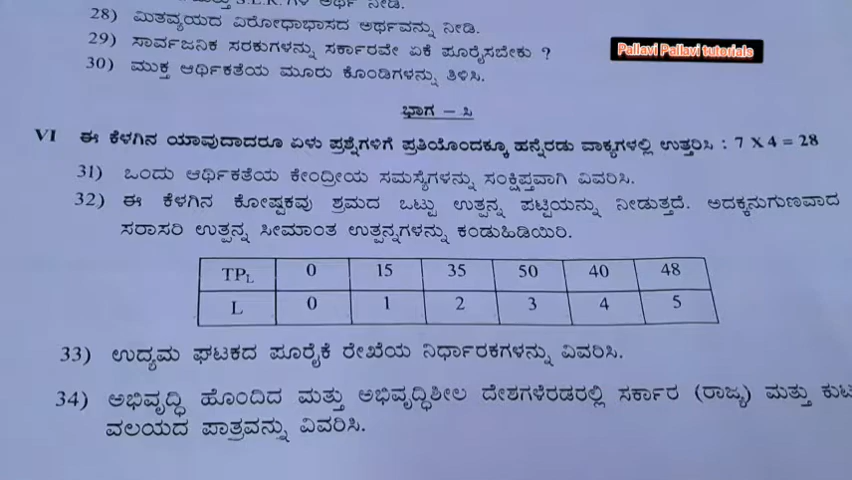 S.L.R. ಗಳ ಅರ್ಥ ನೀಡಿ.
28) ಮಿತವ್ಯಯದ ವಿರೋಧಾಭಾಸದ ಅರ್ಥವನ್ನು ನೀಡಿ.
29) ಸಾರ್ವಜನಿಕ ಸರಕುಗಳನ್ನು ಸರ್ಕಾರವೇ ಏಕೆ ಪೂರೈಸಬೇಕು ?
Pallavi Pallavi tutorials
30) ಮುಕ್ತ ಆರ್ಥಿಕತೆಯ ಮೂರು ಕೊಂಡಿಗಳನ್ನು ತಿಳಿಸಿ.
ಭಾಗ – ಸಿ
VI ಈ ಕೆಳಗಿನ ಯಾವುದಾದರೂ ಏಳು ಪ್ರಶ್ನೆಗಳಿಗೆ ಪ್ರತಿಯೊಂದಕ್ಕೂ ಹನ್ನೆರಡು ವಾಕ್ಯಗಳಲ್ಲಿ ಉತ್ತರಿಸಿ : 7 X 4 = 28
31) ಒಂದು ಆರ್ಥಿಕತೆಯ ಕೇಂದ್ರೀಯ ಸಮಸ್ಯೆಗಳನ್ನು ಸಂಕ್ಷಿಪ್ತವಾಗಿ ವಿವರಿಸಿ.
32) ಈ ಕೆಳಗಿನ ಕೋಷ್ಟಕವು ಶ್ರಮದ ಒಟ್ಟು ಉತ್ಪನ್ನ ಪಟ್ಟಿಯನ್ನು ನೀಡುತ್ತದೆ. ಅದಕ್ಕನುಗುಣವಾದ
ಸರಾಸರಿ ಉತ್ಪನ್ನ ಸೀಮಾಂತ ಉತ್ಪನ್ನಗಳನ್ನು ಕಂಡುಹಿಡಿಯಿರಿ.
TPL 0 15 35 50 40 48
L 0 1 2 3 4 5
33) ಉದ್ಯಮ ಘಟಕದ ಪೂರೈಕೆ ರೇಖೆಯ ನಿರ್ಧಾರಕಗಳನ್ನು ವಿವರಿಸಿ.
34) ಅಭಿವೃದ್ಧಿ ಹೊಂದಿದ ಮತ್ತು ಅಭಿವೃದ್ಧಿಶೀಲ ದೇಶಗಳೆರಡರಲ್ಲಿ ಸರ್ಕಾರ (ರಾಜ್ಯ) ಮತ್ತು
ವಲಯದ ಪಾತ್ರವನ್ನು ವಿವರಿಸಿ.